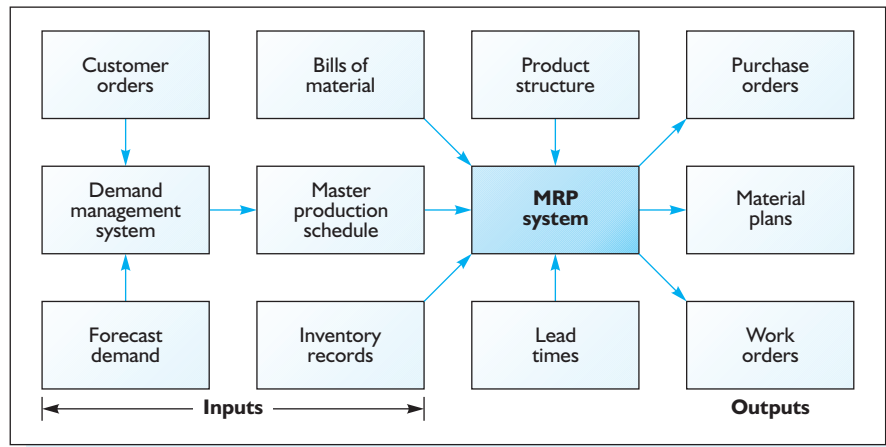 Customer
orders
Bills of
material
Product
structure
Purchase
orders
Demand
management
system
Master
production
schedule
MRP
system
Material
plans
Forecast
demand
Inventory
records
Lead
times
Work
orders
Inputs
Outputs